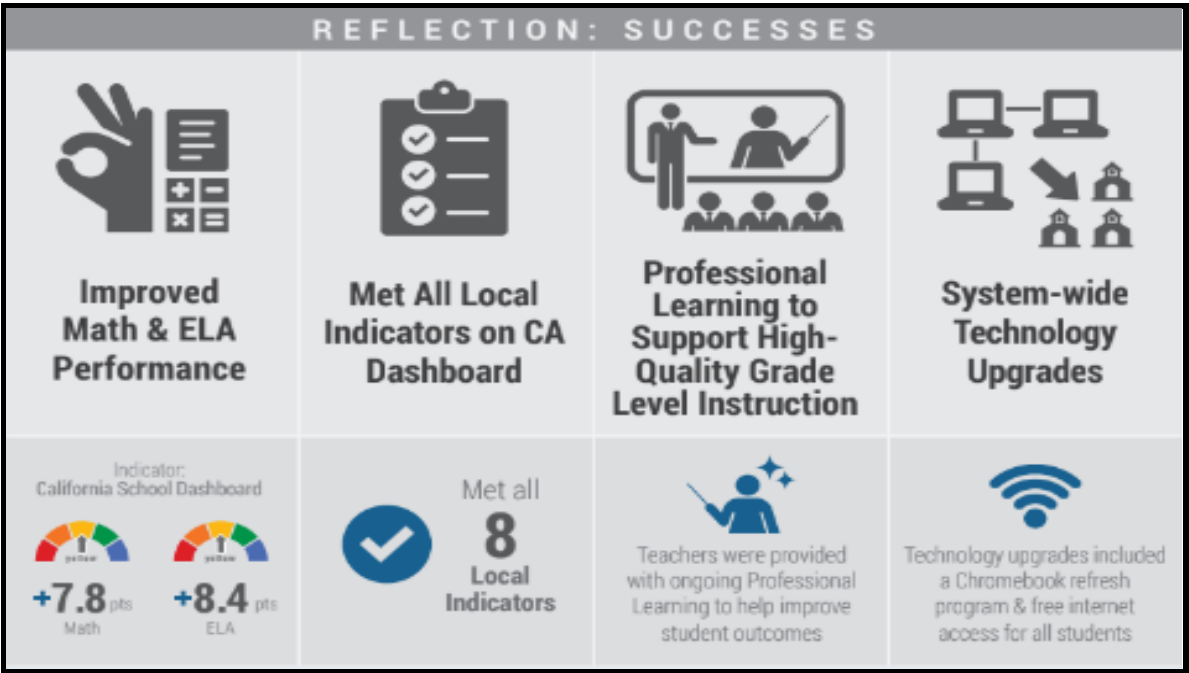 REFLECTION: SUCCESSES
Improved
Math & ELA
Performance
Met All Local
Indicators on CA
Dashboard
Professional
Learning to
Support High-
Quality Grade
Level Instruction
System-wide
Technology
Upgrades
Indicator:
California School Dashboard
yellow
yellow
+7.8 pts
Math
+8.4 pts
ELA
Met all
8
Local
Indicators
Teachers were provided
with ongoing Professional
Learning to help improve
student outcomes
Technology upgrades included
a Chromebook refresh
program & free internet
access for all students